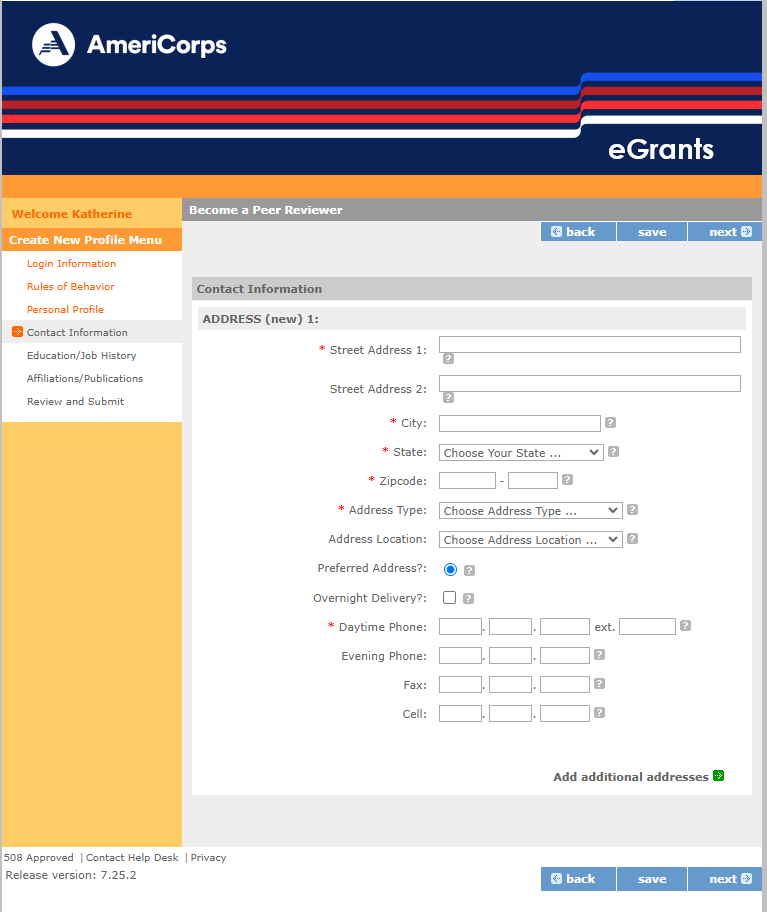 AmeriCorps
eGrants
Welcome Katherine
Create New Profile Menu
Login Information
Rules of Behavior
Personal Profile
Contact Information
Education/Job History
Affiliations/Publications
Review and Submit
Become a Peer Reviewer
back save next
Contact Information
ADDRESS (new) 1:
* Street Address 1:
?
Street Address 2:
?
* City: ?
* State: Choose Your State ... ?
* Zipcode: - ?
* Address Type: Choose Address Type ... ?
Address Location: Choose Address Location ... ?
Preferred Address?: ?
Overnight Delivery?: ?
* Daytime Phone: . . ext. ?
Evening Phone: . . ?
Fax: . . ?
Cell: . . ?
Add additional addresses
508 Approved | Contact Help Desk | Privacy
Release version: 7.25.2
back save next